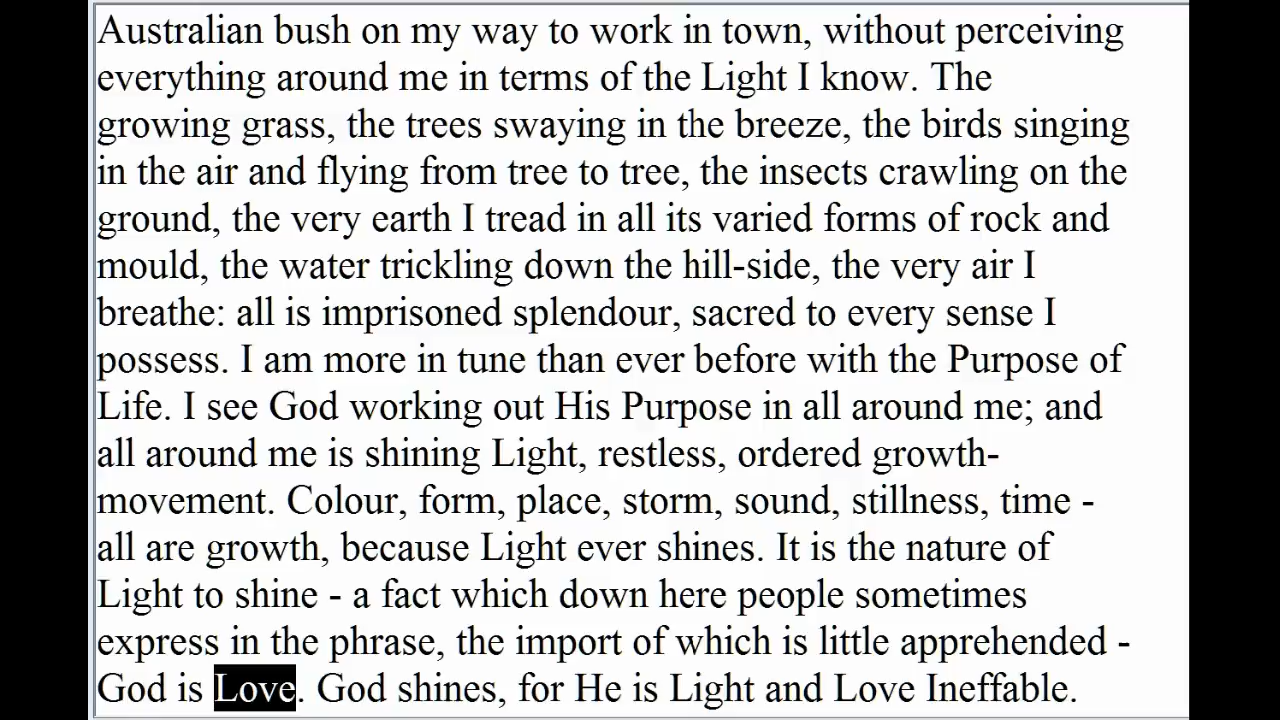 Australian bush on my way to work in town, without perceiving
everything around me in terms of the Light I know. The
growing grass, the trees swaying in the breeze, the birds singing
in the air and flying from tree to tree, the insects crawling on the
ground, the very earth I tread in all its varied forms of rock and
mould, the water trickling down the hill-side, the very air I
breathe: all is imprisoned splendour, sacred to every sense I
possess. I am more in tune than ever before with the Purpose of
Life. I see God working out His Purpose in all around me; and
all around me is shining Light, restless, ordered growth-
movement. Colour, form, place, storm, sound, stillness, time -
all are growth, because Light ever shines. It is the nature of
Light to shine - a fact which down here people sometimes
express in the phrase, the import of which is little apprehended -
God is Love. God shines, for He is Light and Love Ineffable.